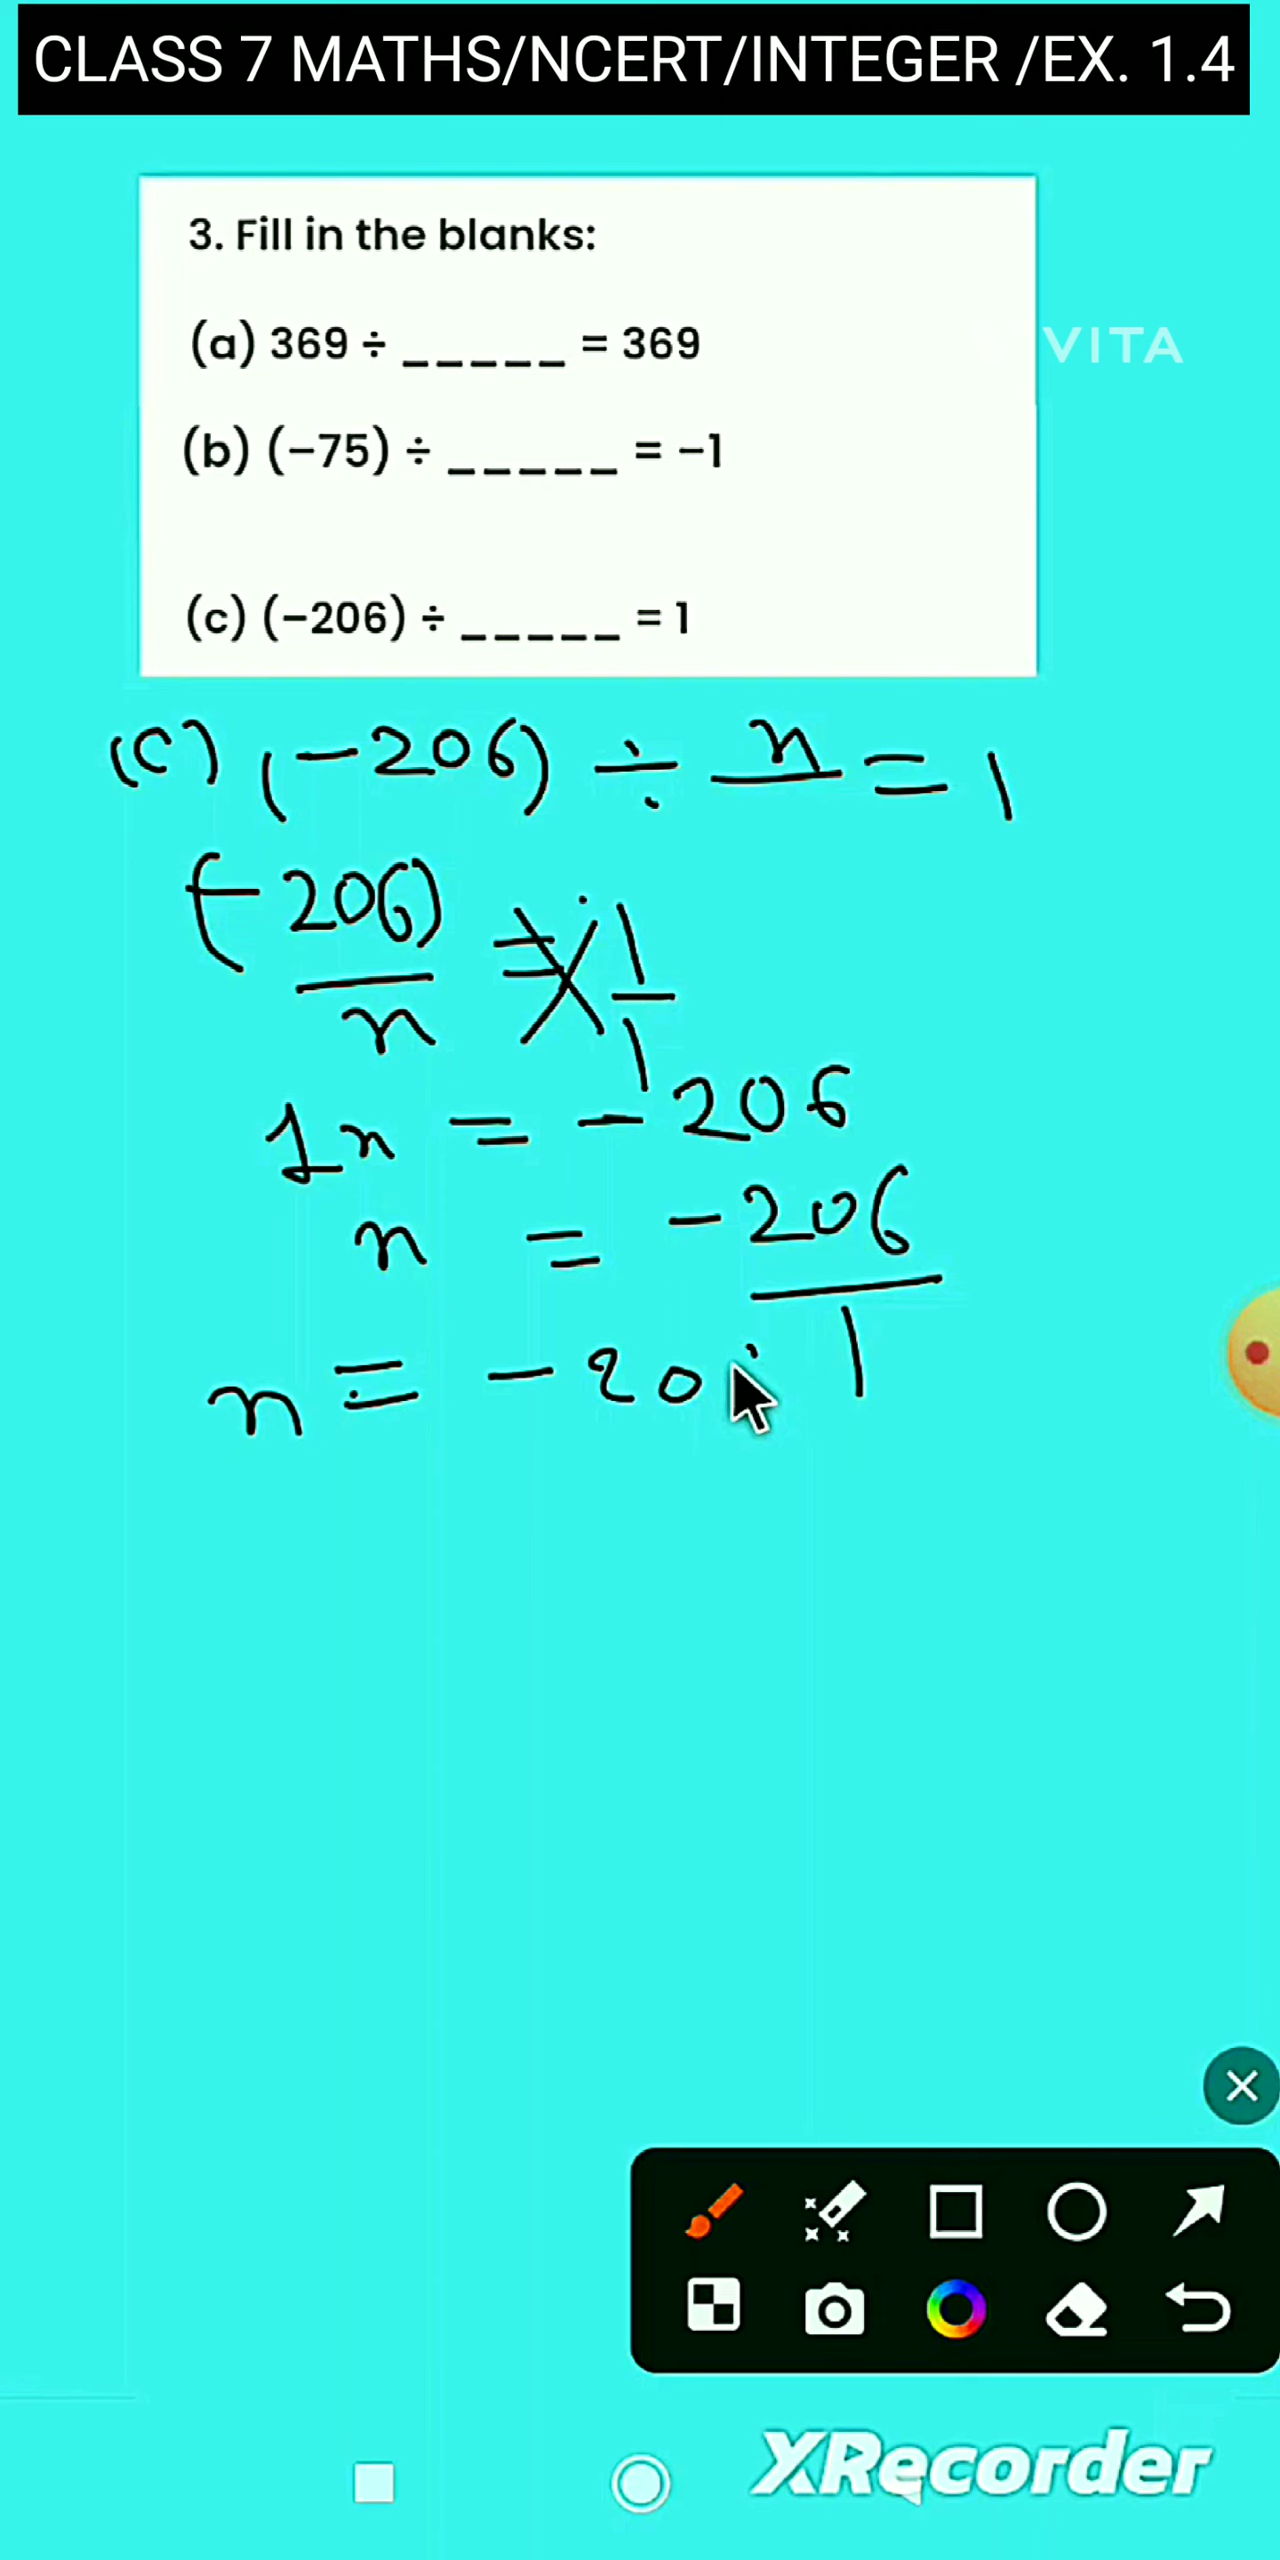 CLASS 7 MATHS/NCERT/INTEGER /EX. 1.4
3. Fill in the blanks:
(a) 369 ÷ _____ = 369
VITA
(b) (–75) ÷ _____ = –1
(c) (–206) ÷ _____ = 1
(c) (-206) ÷ n = 1
(-206)/n = 1/1
1n = -206
n = -206/1
n = -20
XRecorder